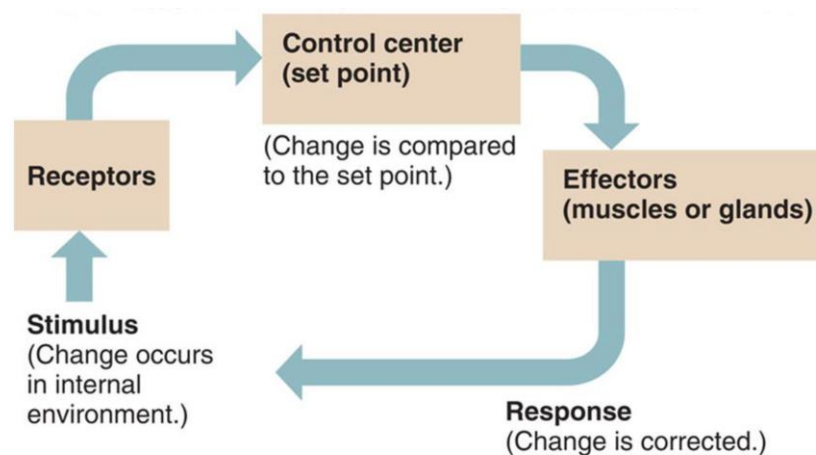 Control center
(set point)
(Change is compared
to the set point.)
Receptors
Effectors
(muscles or glands)
Stimulus
(Change occurs
in internal
environment.)
Response
(Change is corrected.)